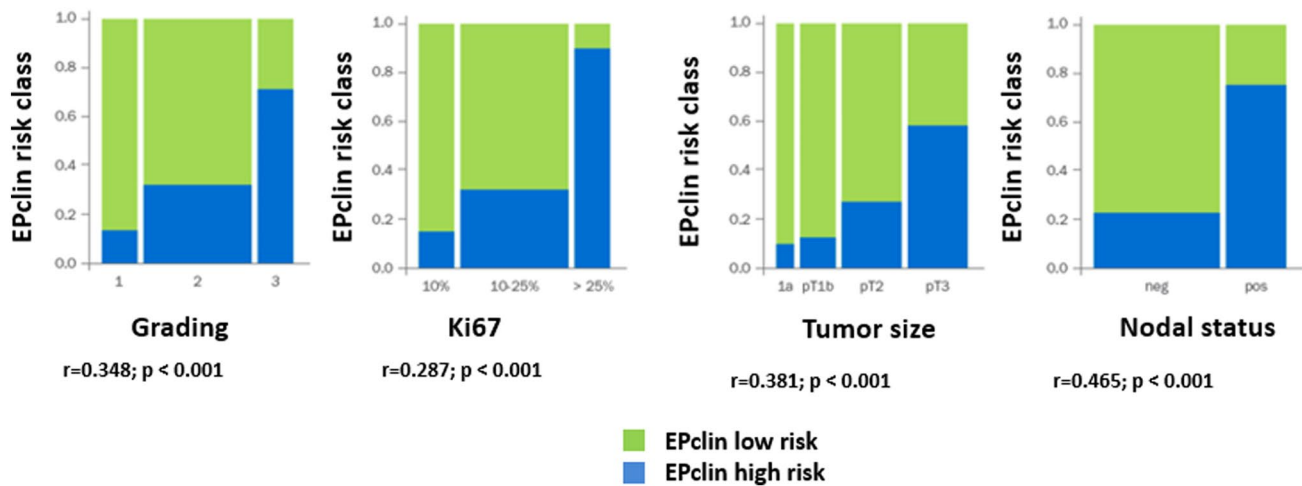 EPclin risk class
1.0
0.8
0.6
0.4
0.2
0.0
1 2 3
Grading
r=0.348; p < 0.001
EPclin risk class
1.0
0.8
0.6
0.4
0.2
0.0
10% 10-25% > 25%
Ki67
r=0.287; p < 0.001
EPclin risk class
1.0
0.8
0.6
0.4
0.2
0.0
1a pT1b pT2 pT3
Tumor size
r=0.381; p < 0.001
EPclin risk class
1.0
0.8
0.6
0.4
0.2
0.0
neg pos
Nodal status
r=0.465; p < 0.001
EPclin low risk
EPclin high risk